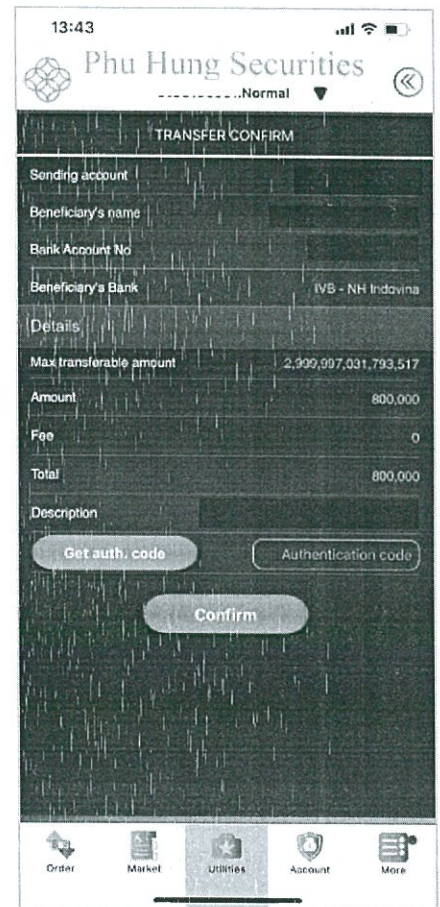 13:43
Phu Hung Securities
Normal
TRANSFER CONFIRM
Sending account
Beneficiary's name
Bank Account No
Beneficiary's Bank IVB - NH Indovina
Details
Max transferable amount 2,999,997,031,793,517
Amount 800,000
Fee 0
Total 800,000
Description
Get auth. code Authentication code
Confirm
Order Market Utilities Account More